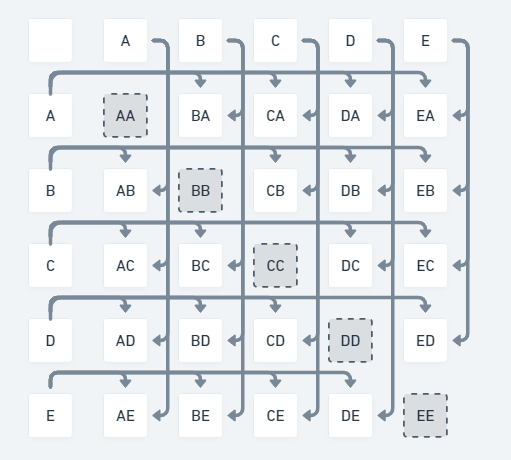 A B C D E
A AA BA CA DA EA
B AB BB CB DB EB
C AC BC CC DC EC
D AD BD CD DD ED
E AE BE CE DE EE